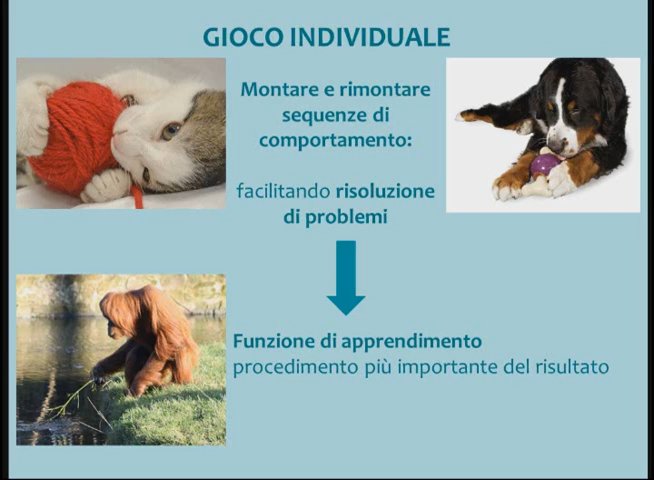 GIOCO INDIVIDUALE
Montare e rimontare
sequenze di
comportamento:
facilitando risoluzione
di problemi
Funzione di apprendimento
procedimento più importante del risultato